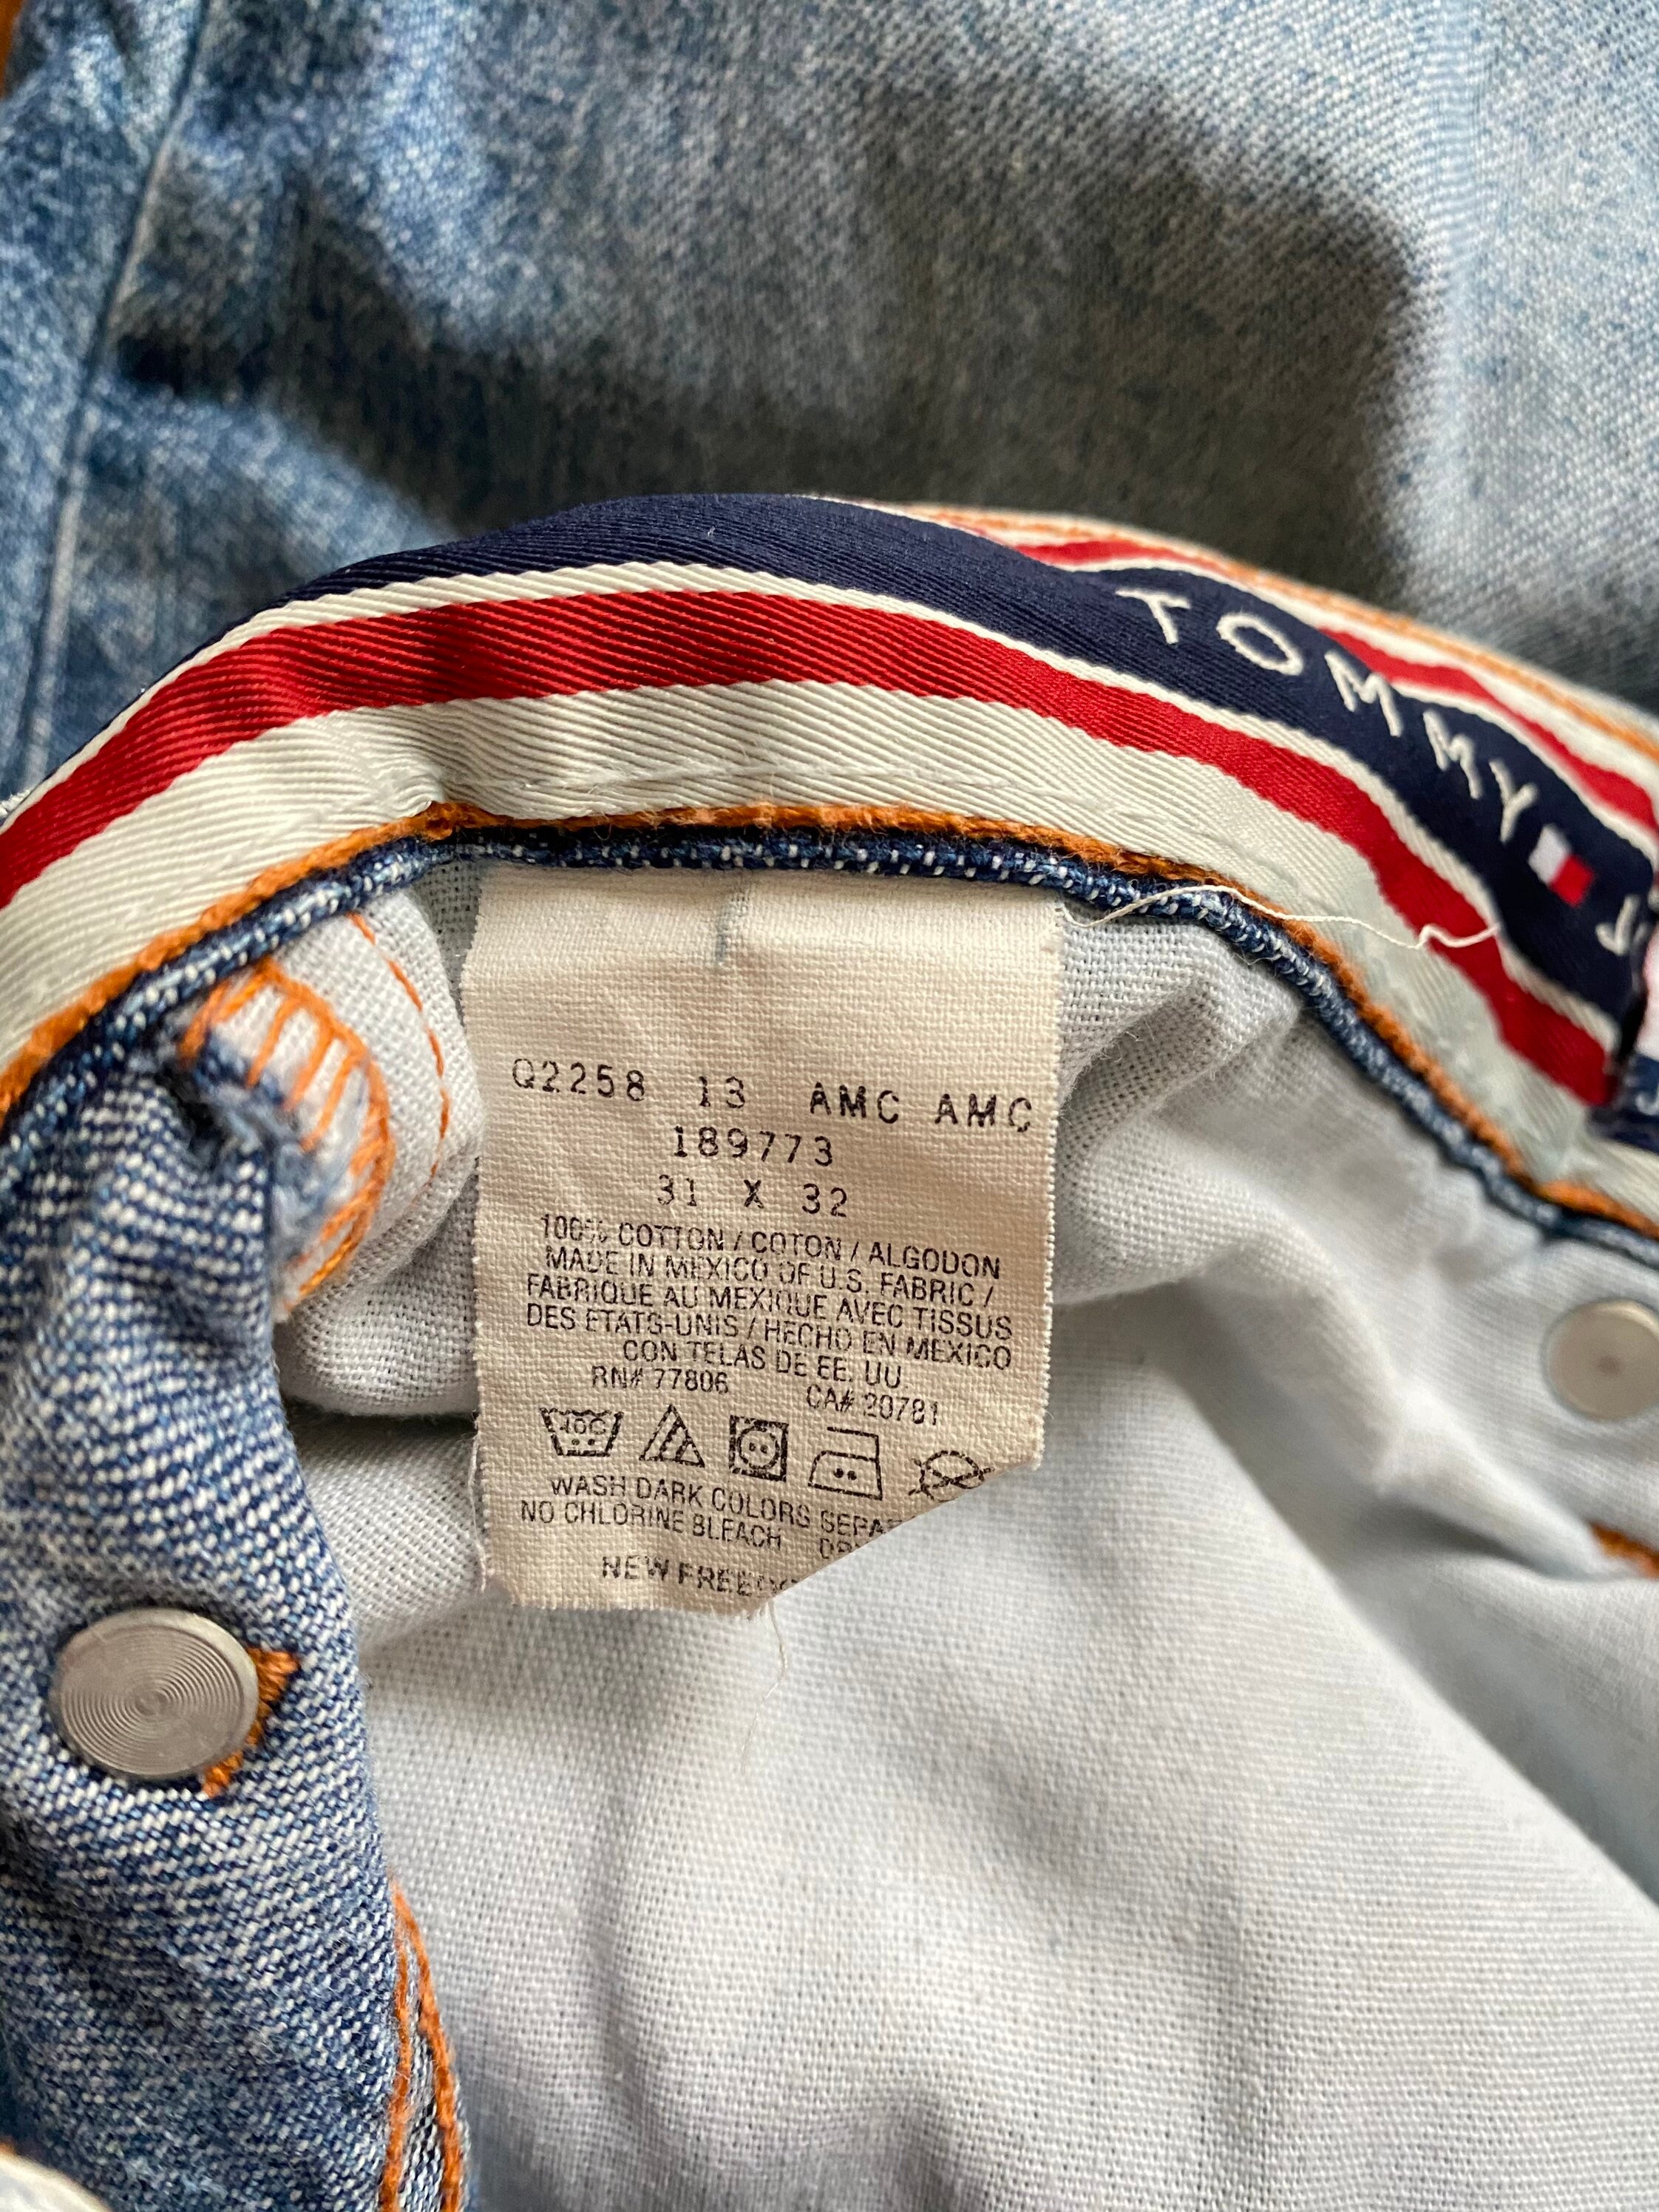 TOMMY
Q2258 13 AMC AMC
189773
31 X 32
100% COTTON / COTON / ALGODON
MADE IN MEXICO OF U.S. FABRIC /
FABRIQUE AU MEXIQUE AVEC TISSUS
DES ETATS-UNIS / HECHO EN MEXICO
CON TELAS DE EE. UU
RN# 77806 CA# 20781
40C
WASH DARK COLORS
NO CHLORINE BLEACH
NEW